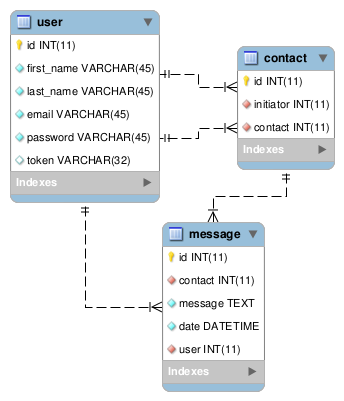 user
id INT(11)
first_name VARCHAR(45)
last_name VARCHAR(45)
email VARCHAR(45)
password VARCHAR(45)
token VARCHAR(32)
Indexes
contact
id INT(11)
initiator INT(11)
contact INT(11)
Indexes
message
id INT(11)
contact INT(11)
message TEXT
date DATETIME
user INT(11)
Indexes